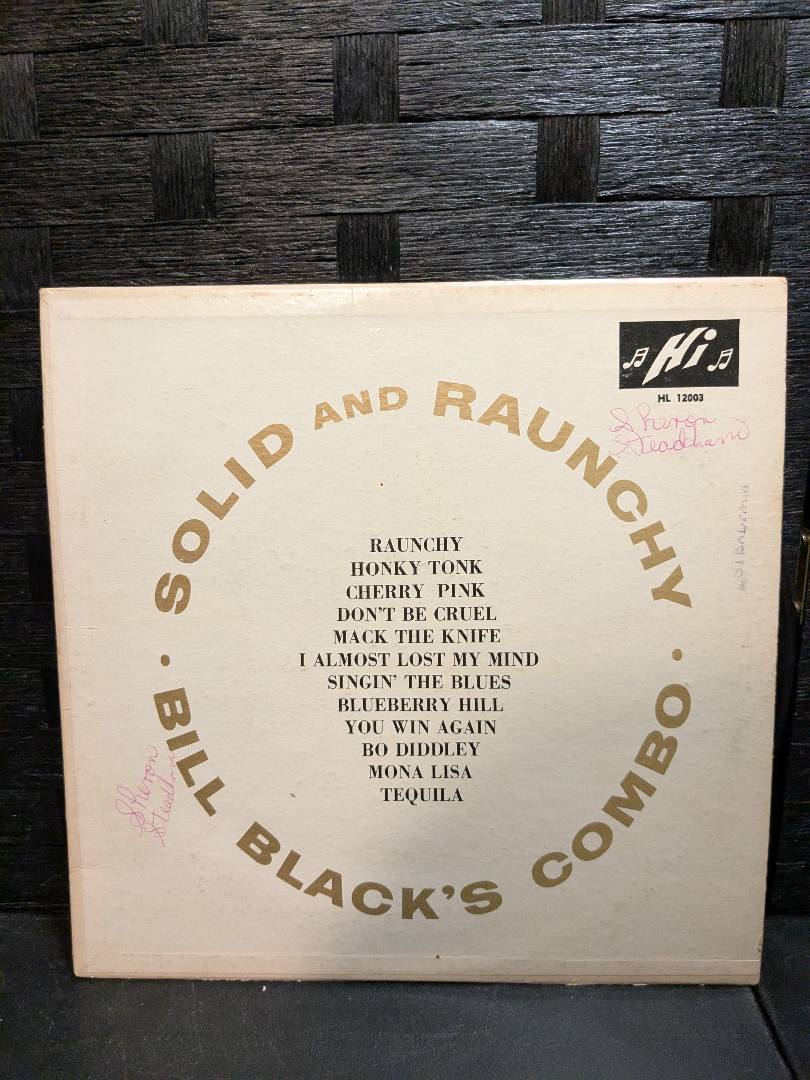 Hi
HL 12003
Sheron
Steadham
SOLID AND RAUNCHY
RAUNCHY
HONKY TONK
CHERRY PINK
DON'T BE CRUEL
MACK THE KNIFE
I ALMOST LOST MY MIND
SINGIN' THE BLUES
BLUEBERRY HILL
YOU WIN AGAIN
BO DIDDLEY
MONA LISA
TEQUILA
Sheron
Steadham
• BILL BLACK'S COMBO •